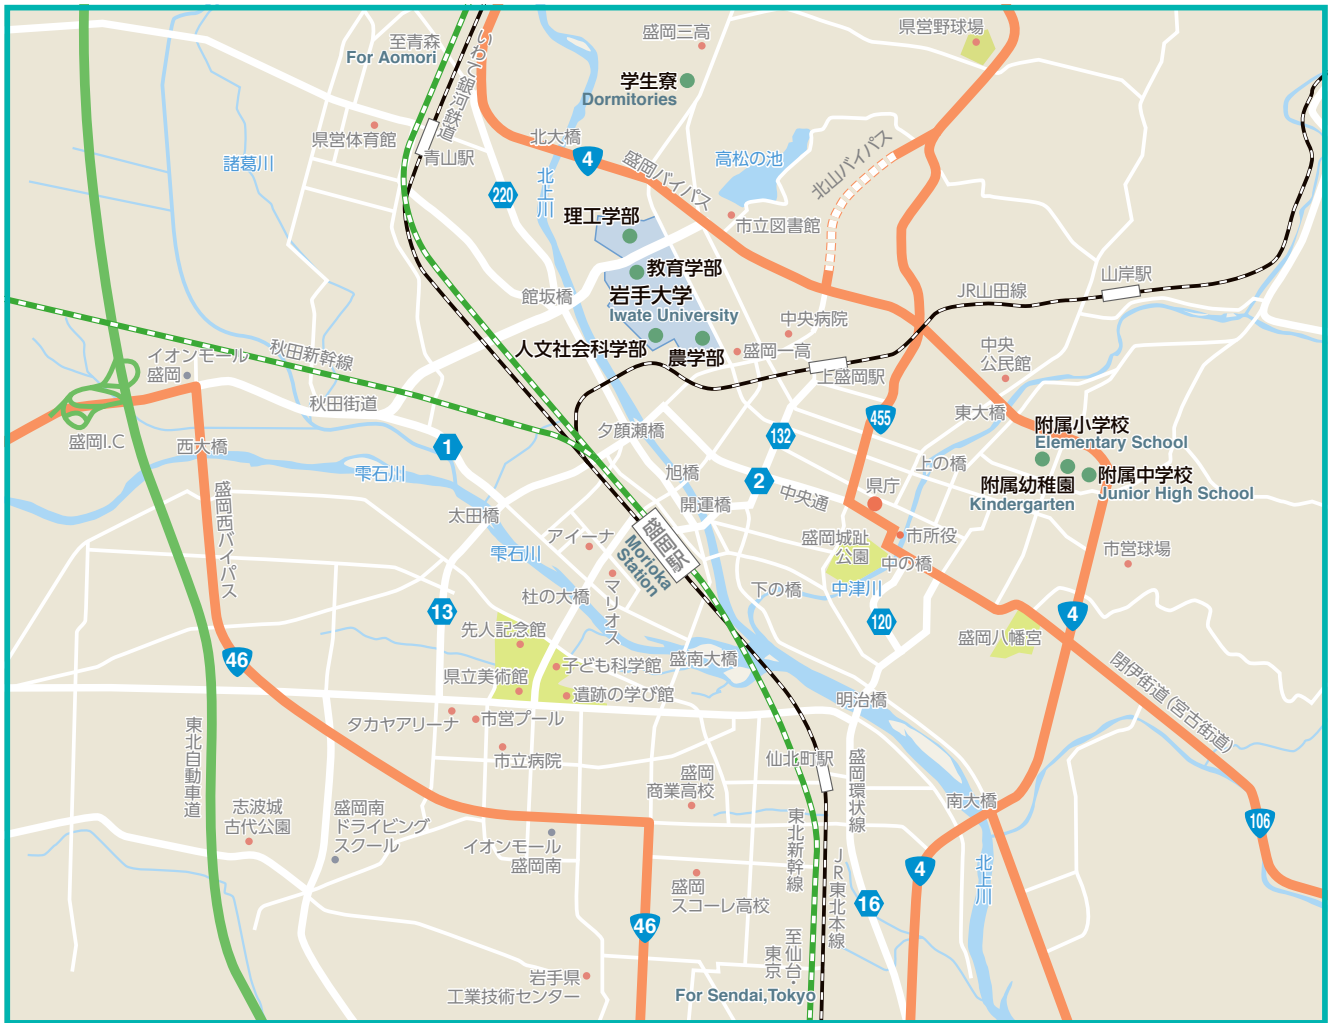 至青森
For Aomori
いわて銀河鉄道
盛岡三高
県営野球場
学生寮
Dormitories
県営体育館
青山駅
北大橋
4
盛岡バイパス
高松の池
北山バイパス
諸葛川
北上川
220
理工学部
市立図書館
教育学部
岩手大学
Iwate University
館坂橋
JR山田線
山岸駅
中央病院
人文社会科学部
農学部
盛岡一高
上盛岡駅
中央
公民館
イオンモール
盛岡
秋田新幹線
秋田街道
盛岡I.C
西大橋
1
夕顔瀬橋
132
455
東大橋
附属小学校
Elementary School
附属中学校
Junior High School
附属幼稚園
Kindergarten
雫石川
旭橋
2
上の橋
開運橋
中央通
県庁
盛岡西バイパス
太田橋
アイーナ
盛岡駅
Morioka
Station
盛岡城趾
公園
市所役
中の橋
市営球場
雫石川
マリオス
杜の大橋
下の橋
中津川
13
120
4
先人記念館
盛岡八幡宮
46
県立美術館
子ども科学館
盛南大橋
遺跡の学び館
閉伊街道(宮古街道)
明治橋
タカヤアリーナ
市営プール
東北自動車道
市立病院
仙北町駅
盛岡環状線
盛岡
商業高校
南大橋
志波城
古代公園
盛岡南
ドライビング
スクール
イオンモール
盛岡南
東北新幹線
106
4
北上川
JR東北本線
盛岡
スコーレ高校
16
46
至仙台・
東京
岩手県
工業技術センター
For Sendai,Tokyo